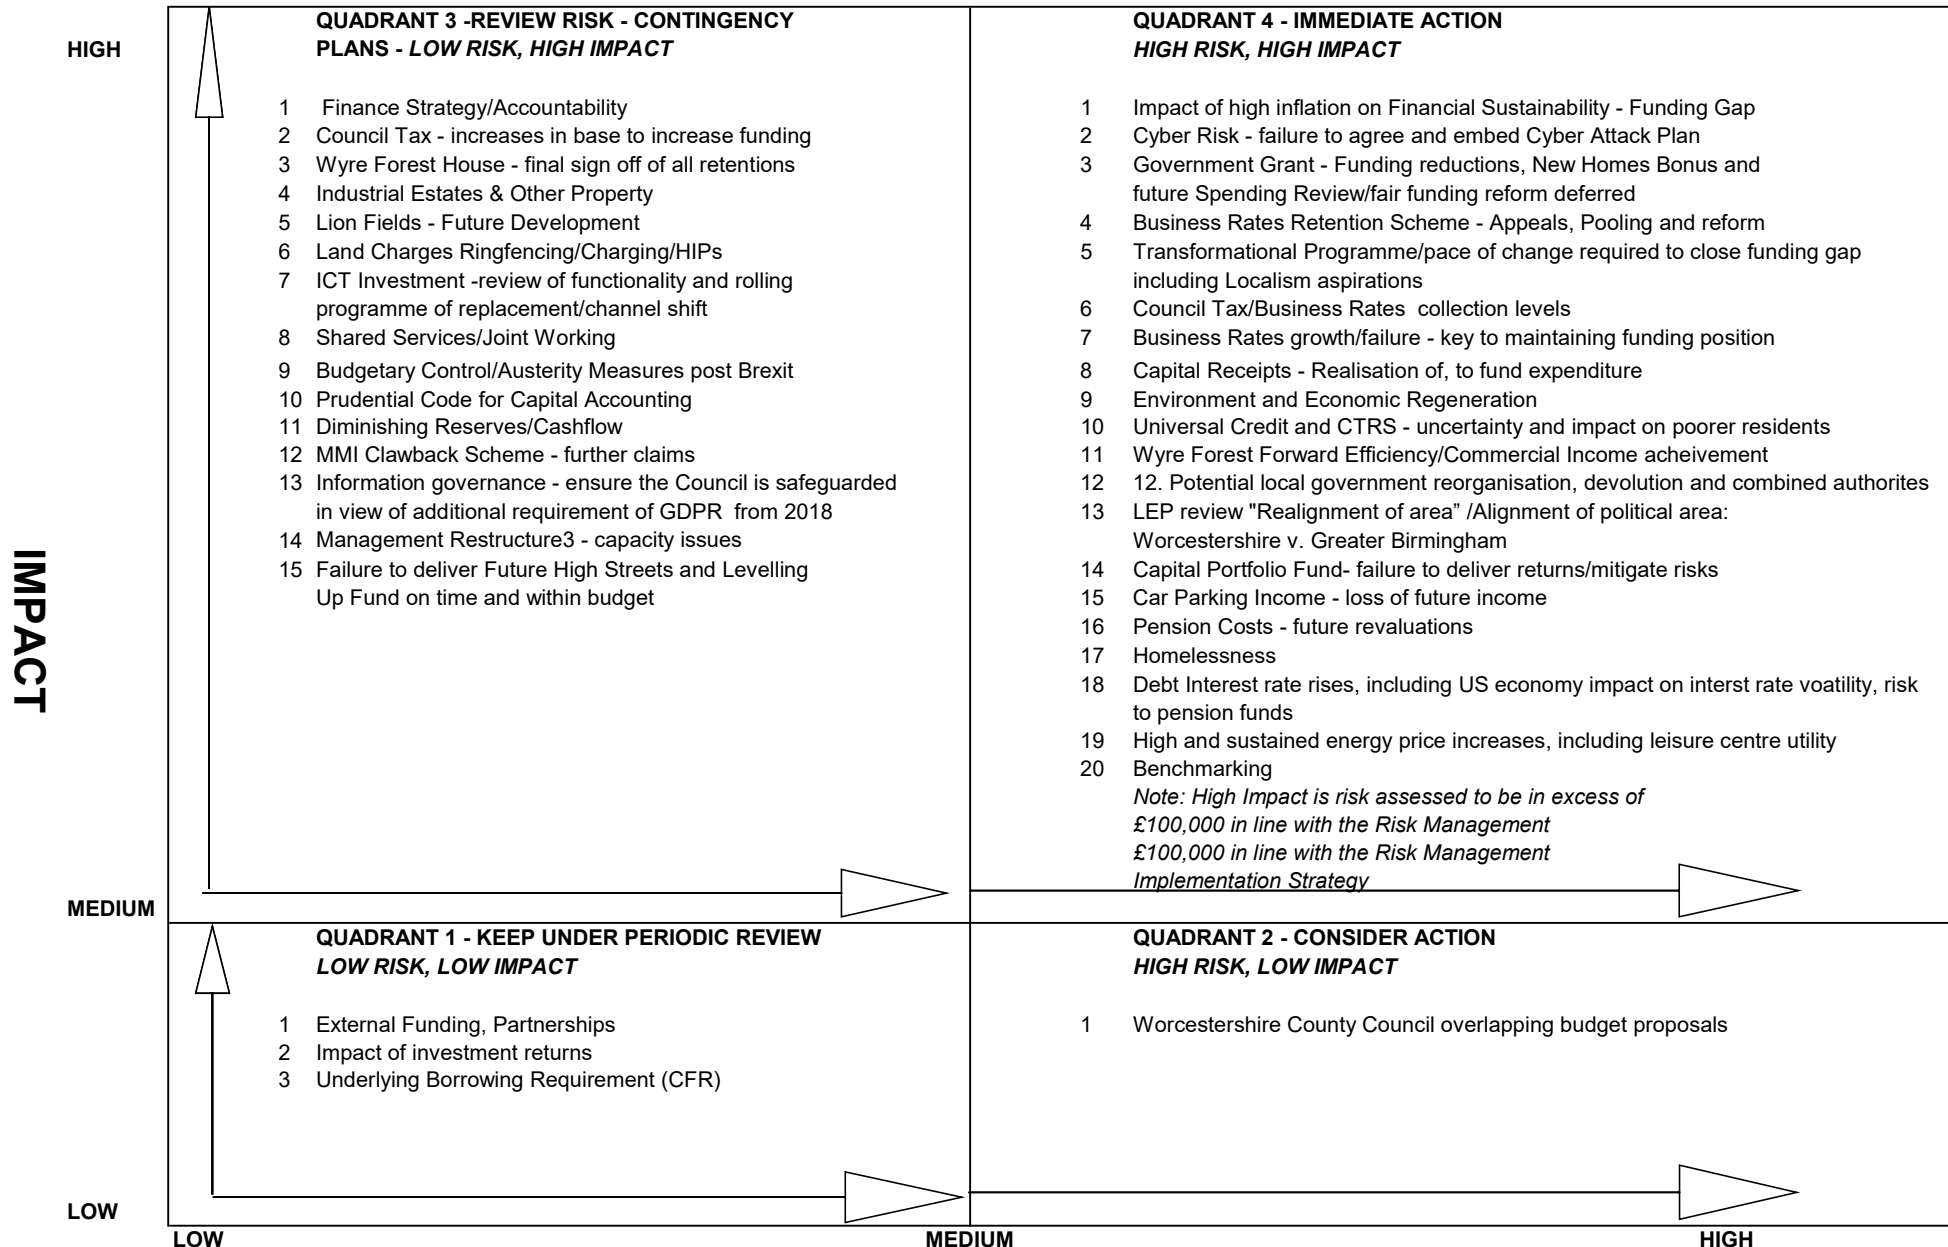 HIGH
QUADRANT 3 -REVIEW RISK - CONTINGENCY
PLANS - LOW RISK, HIGH IMPACT
1 Finance Strategy/Accountability
2 Council Tax - increases in base to increase funding
3 Wyre Forest House - final sign off of all retentions
4 Industrial Estates & Other Property
5 Lion Fields - Future Development
6 Land Charges Ringfencing/Charging/HIPs
7 ICT Investment -review of functionality and rolling
programme of replacement/channel shift
8 Shared Services/Joint Working
9 Budgetary Control/Austerity Measures post Brexit
10 Prudential Code for Capital Accounting
11 Diminishing Reserves/Cashflow
12 MMI Clawback Scheme - further claims
13 Information governance - ensure the Council is safeguarded
in view of additional requirement of GDPR from 2018
14 Management Restructure3 - capacity issues
15 Failure to deliver Future High Streets and Levelling
Up Fund on time and within budget
QUADRANT 4 - IMMEDIATE ACTION
HIGH RISK, HIGH IMPACT
1 Impact of high inflation on Financial Sustainability - Funding Gap
2 Cyber Risk - failure to agree and embed Cyber Attack Plan
3 Government Grant - Funding reductions, New Homes Bonus and
future Spending Review/fair funding reform deferred
4 Business Rates Retention Scheme - Appeals, Pooling and reform
5 Transformational Programme/pace of change required to close funding gap
including Localism aspirations
6 Council Tax/Business Rates collection levels
7 Business Rates growth/failure - key to maintaining funding position
8 Capital Receipts - Realisation of, to fund expenditure
9 Environment and Economic Regeneration
10 Universal Credit and CTRS - uncertainty and impact on poorer residents
11 Wyre Forest Forward Efficiency/Commercial Income acheivement
12 12. Potential local government reorganisation, devolution and combined authorites
13 LEP review "Realignment of area” /Alignment of political area:
Worcestershire v. Greater Birmingham
14 Capital Portfolio Fund- failure to deliver returns/mitigate risks
15 Car Parking Income - loss of future income
16 Pension Costs - future revaluations
17 Homelessness
18 Debt Interest rate rises, including US economy impact on interst rate voatility, risk
to pension funds
19 High and sustained energy price increases, including leisure centre utility
20 Benchmarking
Note: High Impact is risk assessed to be in excess of
£100,000 in line with the Risk Management
£100,000 in line with the Risk Management
Implementation Strategy
IMPACT
MEDIUM
QUADRANT 1 - KEEP UNDER PERIODIC REVIEW
LOW RISK, LOW IMPACT
1 External Funding, Partnerships
2 Impact of investment returns
3 Underlying Borrowing Requirement (CFR)
QUADRANT 2 - CONSIDER ACTION
HIGH RISK, LOW IMPACT
1 Worcestershire County Council overlapping budget proposals
LOW
LOW MEDIUM HIGH